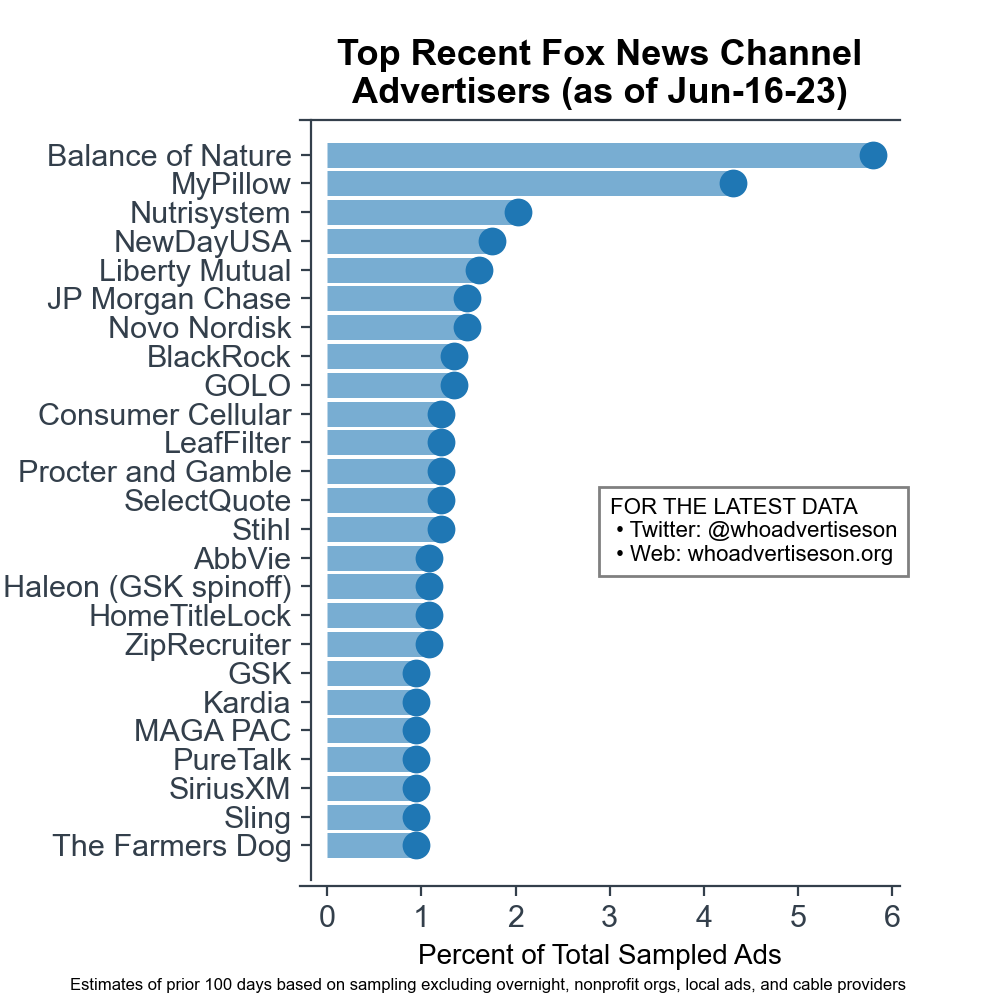 Top Recent Fox News Channel
Advertisers (as of Jun-16-23)
Balance of Nature
MyPillow
Nutrisystem
NewDayUSA
Liberty Mutual
JP Morgan Chase
Novo Nordisk
BlackRock
GOLO
Consumer Cellular
LeafFilter
Procter and Gamble
SelectQuote
Stihl
AbbVie
Haleon (GSK spinoff)
HomeTitleLock
ZipRecruiter
GSK
Kardia
MAGA PAC
PureTalk
SiriusXM
Sling
The Farmers Dog
FOR THE LATEST DATA
• Twitter: @whoadvertiseson
• Web: whoadvertiseson.org
0 1 2 3 4 5 6
Percent of Total Sampled Ads
Estimates of prior 100 days based on sampling excluding overnight, nonprofit orgs, local ads, and cable providers